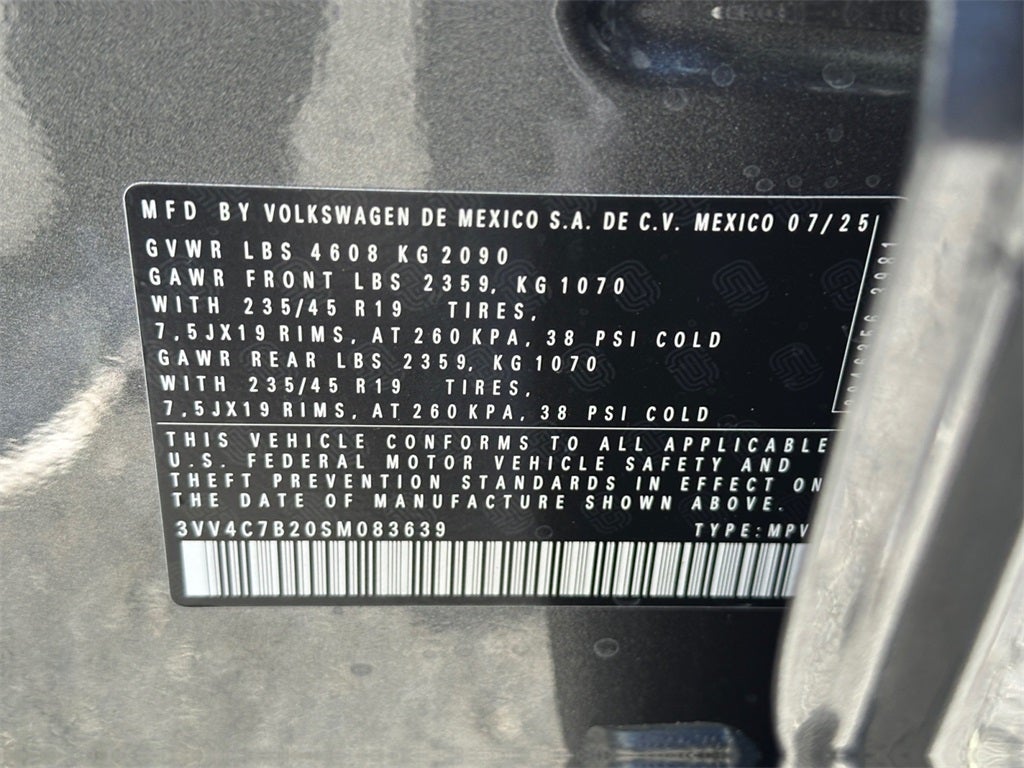 MFD BY VOLKSWAGEN DE MEXICO S.A. DE C.V. MEXICO 07/25
GVWR LBS 4608 KG 2090
GAWR FRONT LBS 2359, KG 1070
WITH 235/45 R19 TIRES,
7,5JX19 RIMS, AT 260 KPA, 38 PSI COLD
GAWR REAR LBS 2359, KG 1070
WITH 235/45 R19 TIRES,
7,5JX19 RIMS, AT 260 KPA, 38 PSI COLD
THIS VEHICLE CONFORMS TO ALL APPLICABLE
U.S. FEDERAL MOTOR VEHICLE SAFETY AND
THEFT PREVENTION STANDARDS IN EFFECT ON
THE DATE OF MANUFACTURE SHOWN ABOVE.
3VV4C7B20SM083639 TYPE: MPV